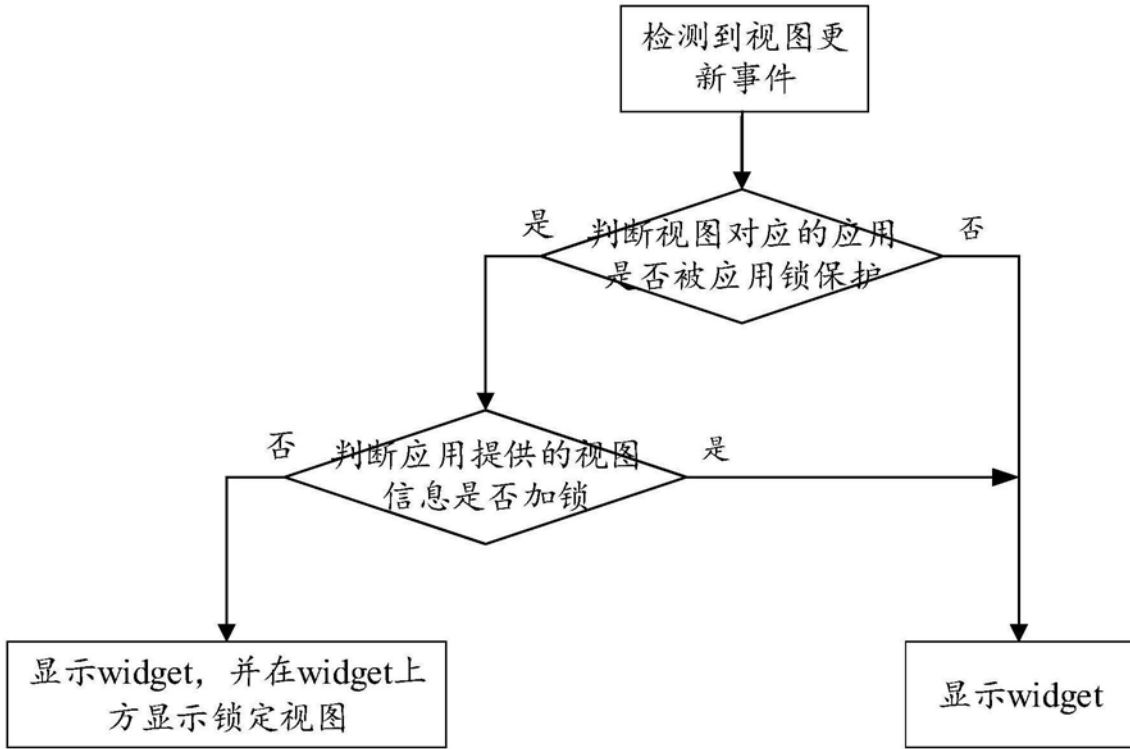 检测到视图更
新事件
是
判断视图对应的应用
是否被应用锁保护
否
否
判断应用提供的视图
信息是否加锁
是
显示widget，并在widget上
方显示锁定视图
显示widget